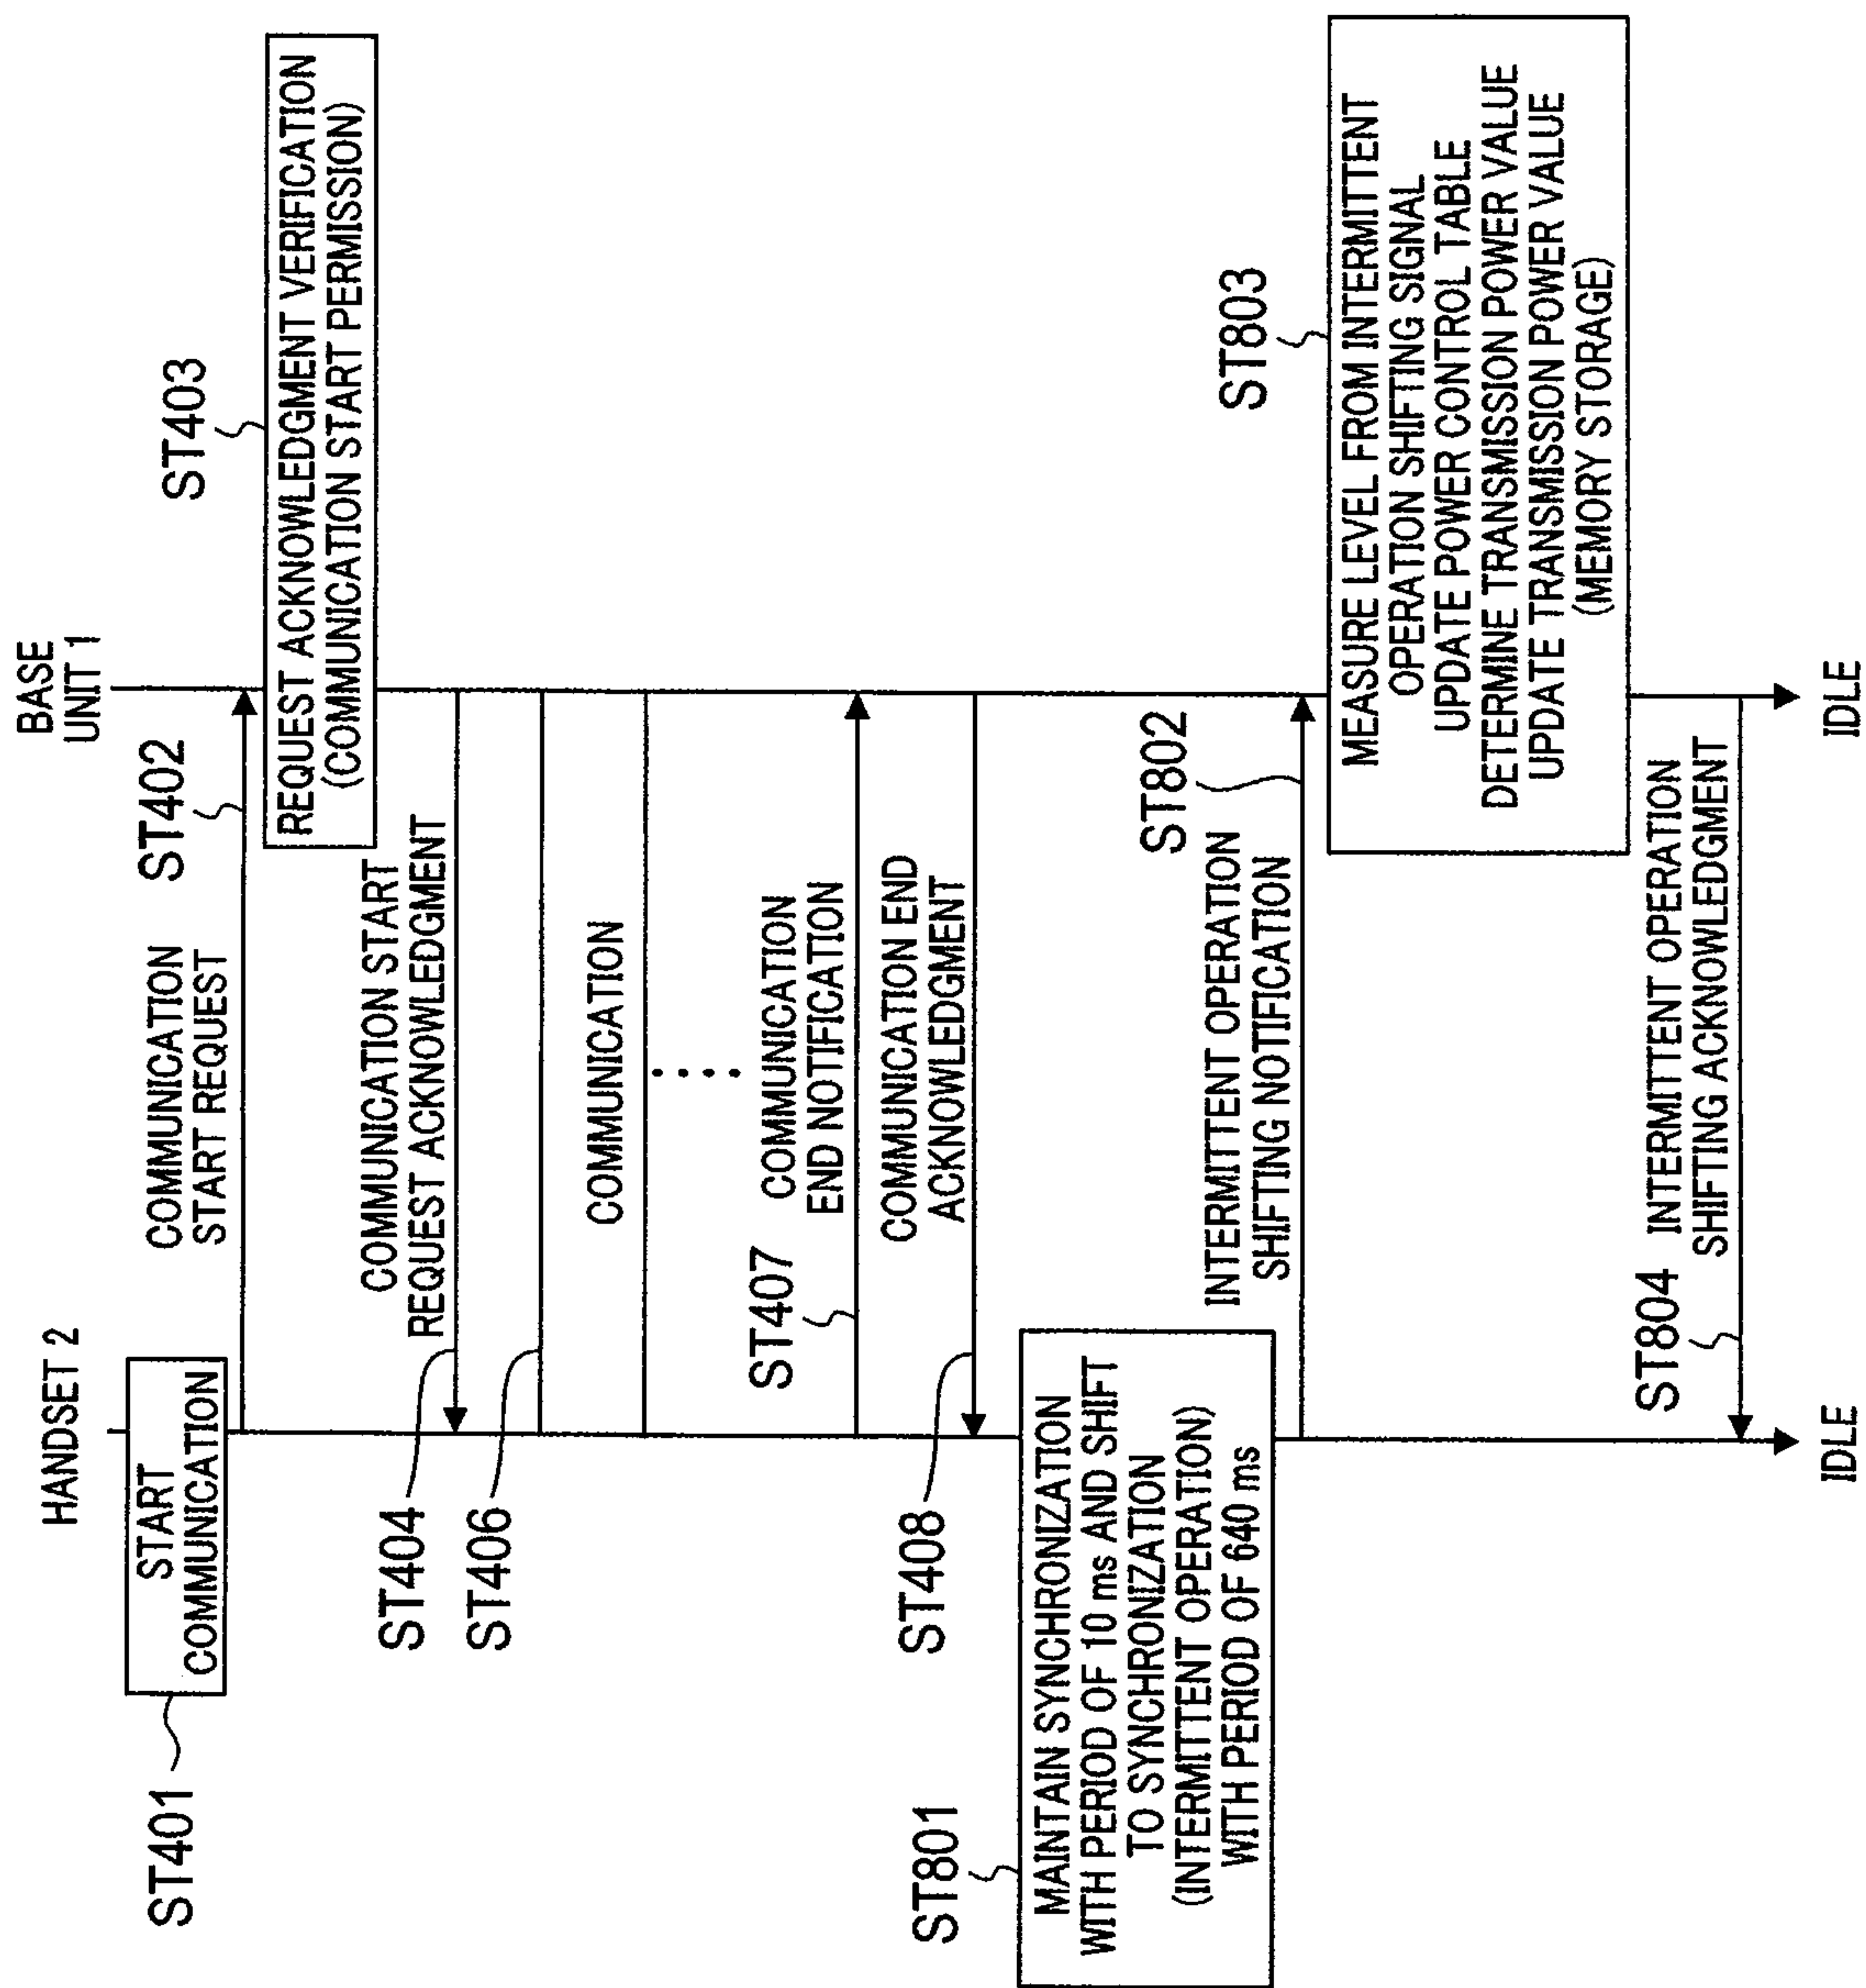 HANDSET 2
BASE
UNIT 1
ST401
START
COMMUNICATION
COMMUNICATION
START REQUEST
ST402
ST403
REQUEST ACKNOWLEDGMENT VERIFICATION
(COMMUNICATION START PERMISSION)
ST404
COMMUNICATION START
REQUEST ACKNOWLEDGMENT
ST406
COMMUNICATION
ST407
COMMUNICATION
END NOTIFICATION
ST408
COMMUNICATION END
ACKNOWLEDGMENT
ST801
MAINTAIN SYNCHRONIZATION
WITH PERIOD OF 10 ms AND SHIFT
TO SYNCHRONIZATION
(INTERMITTENT OPERATION)
WITH PERIOD OF 640 ms
INTERMITTENT OPERATION
SHIFTING NOTIFICATION
ST802
ST803
MEASURE LEVEL FROM INTERMITTENT
OPERATION SHIFTING SIGNAL
UPDATE POWER CONTROL TABLE
DETERMINE TRANSMISSION POWER VALUE
UPDATE TRANSMISSION POWER VALUE
(MEMORY STORAGE)
ST804
INTERMITTENT OPERATION
SHIFTING ACKNOWLEDGMENT
IDLE
IDLE